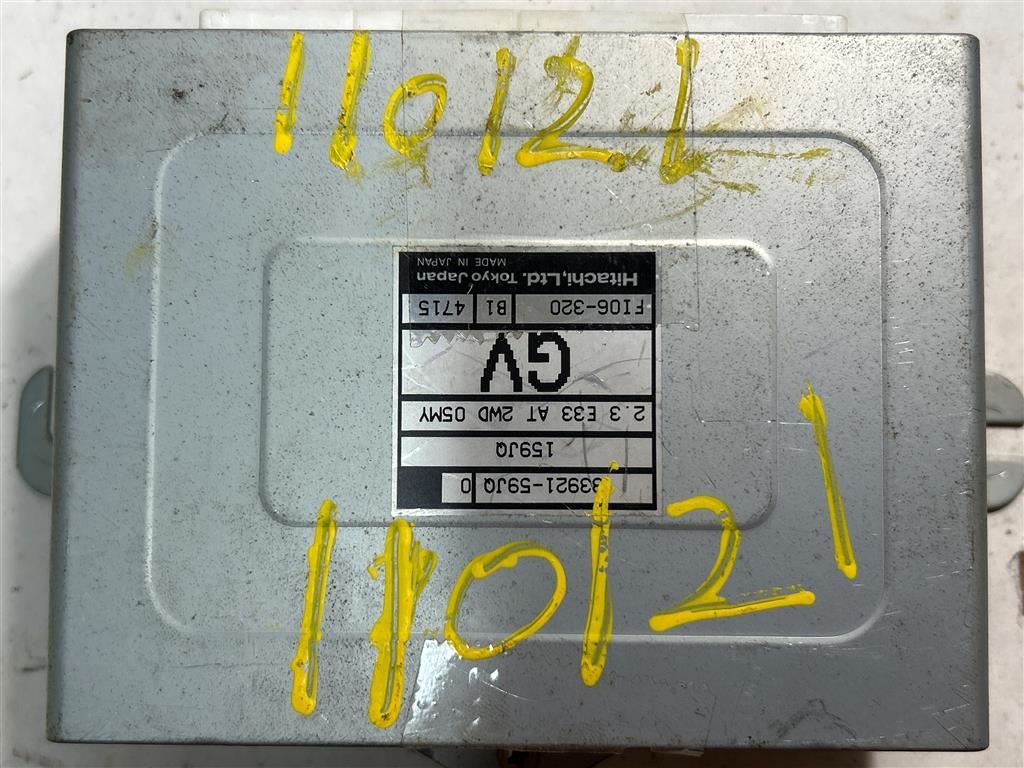 110121
33921-59JQ 0
159JQ
2.3 E33 AT 2WD 05MY
GV
FI06-320 B1 4715
Hitachi,Ltd. Tokyo Japan
MADE IN JAPAN
110121